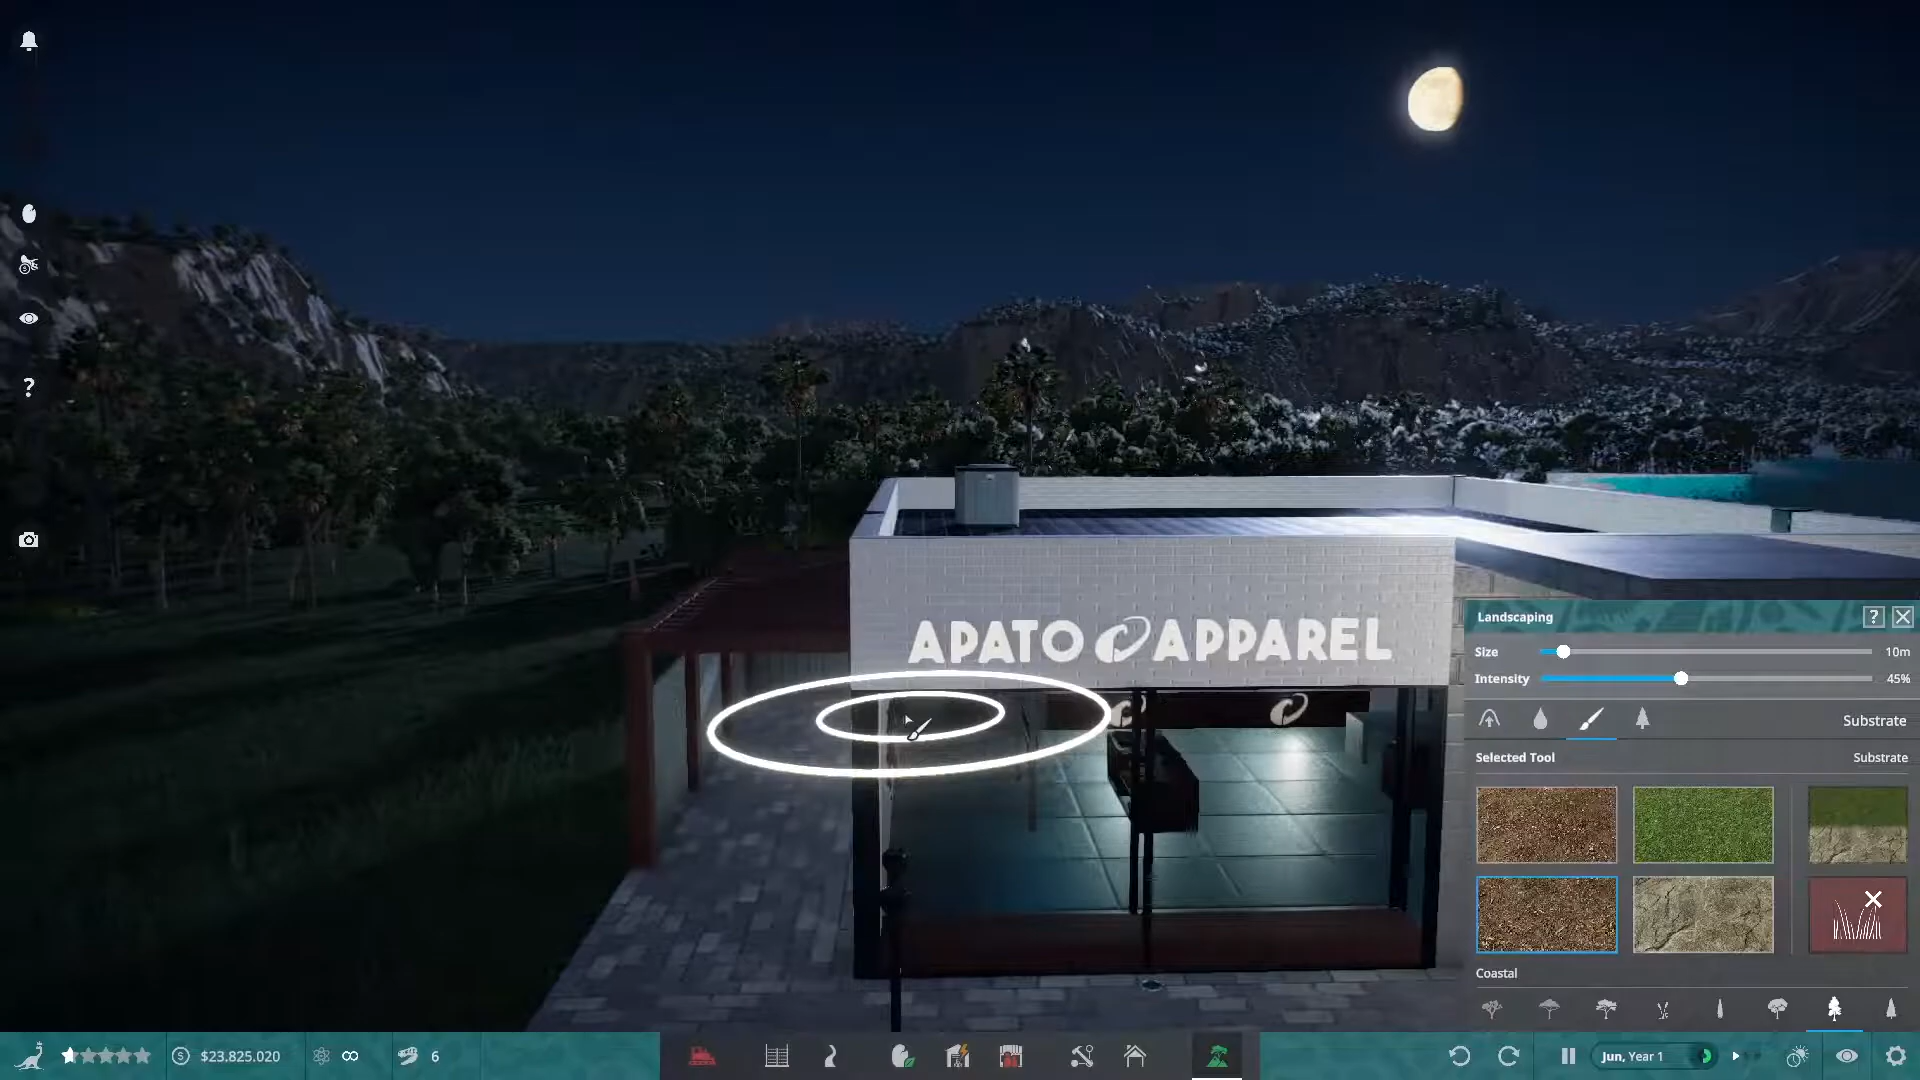 APATO APPAREL
Landscaping
?
Size 10m
Intensity 45%
Substrate
Selected Tool Substrate
Coastal
?
$23.825.020
∞
6
Jun, Year 1